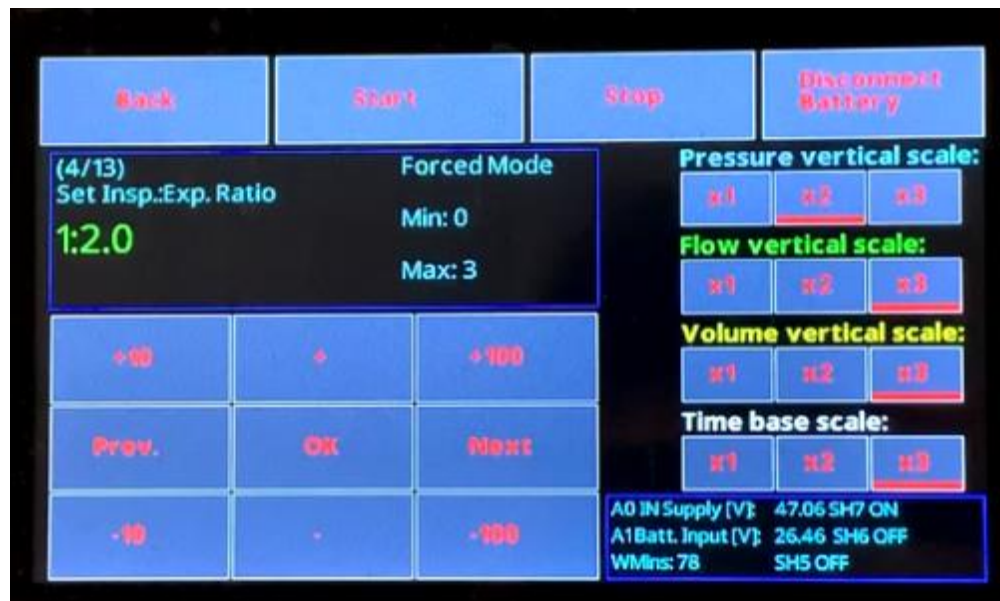 Back Start Stop Disconnect
Battery
(4/13) Forced Mode
Set Insp.:Exp. Ratio
1:2.0
Min: 0
Max: 3
+10 + +100
Prev. OK Next
-10 - -100
Pressure vertical scale:
x1 x2 x3
Flow vertical scale:
x1 x2 x3
Volume vertical scale:
x1 x2 x3
Time base scale:
x1 x2 x3
A0 IN Supply [V]: 47.06 SH7 ON
A1Batt. Input [V]: 26.46 SH6 OFF
WMins: 78 SH5 OFF